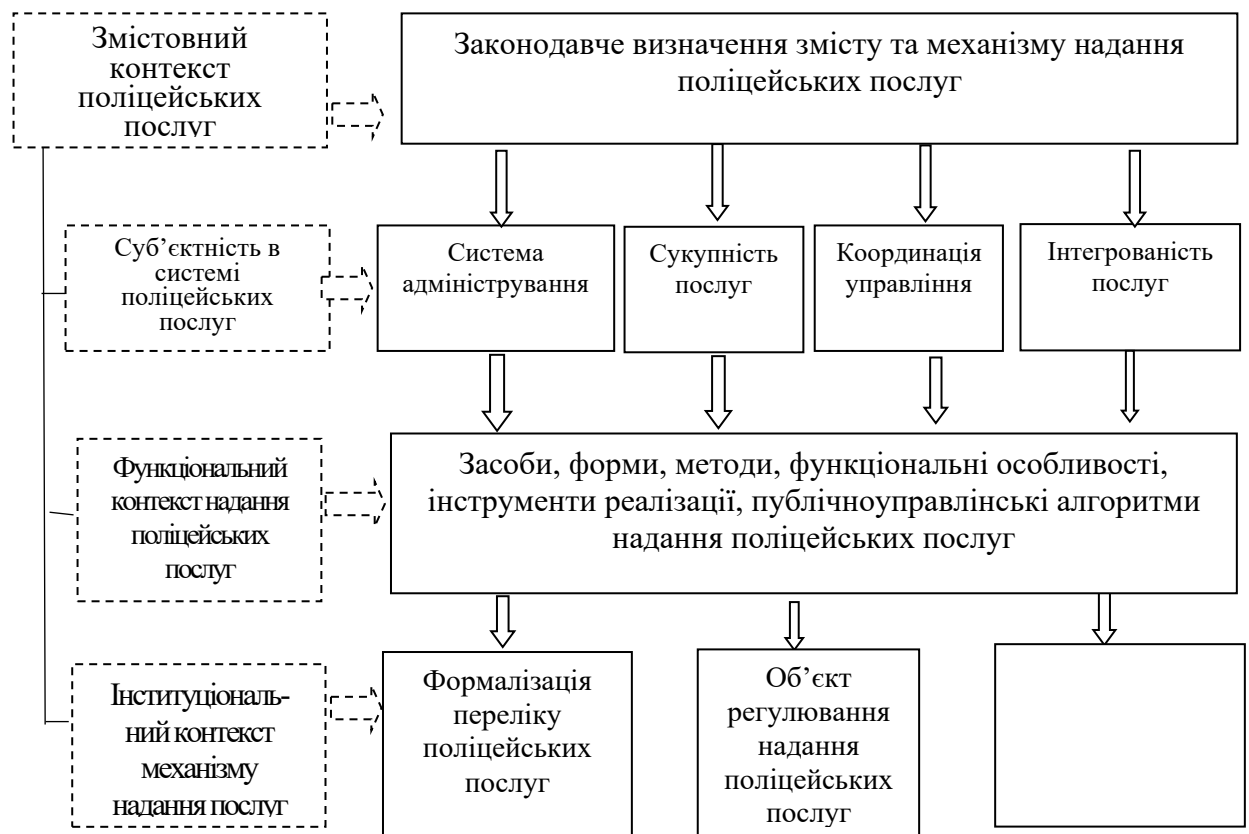 Змістовний
контекст
поліцейських
послуг
Законодавче визначення змісту та механізму надання
поліцейських послуг
Суб’єктність в
системі
поліцейських
послуг
Система
адміністрування
Сукупність
послуг
Координація
управління
Інтегрованість
послуг
Функціональний
контекст надання
поліцейських
послуг
Засоби, форми, методи, функціональні особливості,
інструменти реалізації, публічноуправлінські алгоритми
надання поліцейських послуг
Інституціональ-
ний контекст
механізму
надання послуг
Формалізація
переліку
поліцейських
послуг
Об’єкт
регулювання
надання
поліцейських
послуг